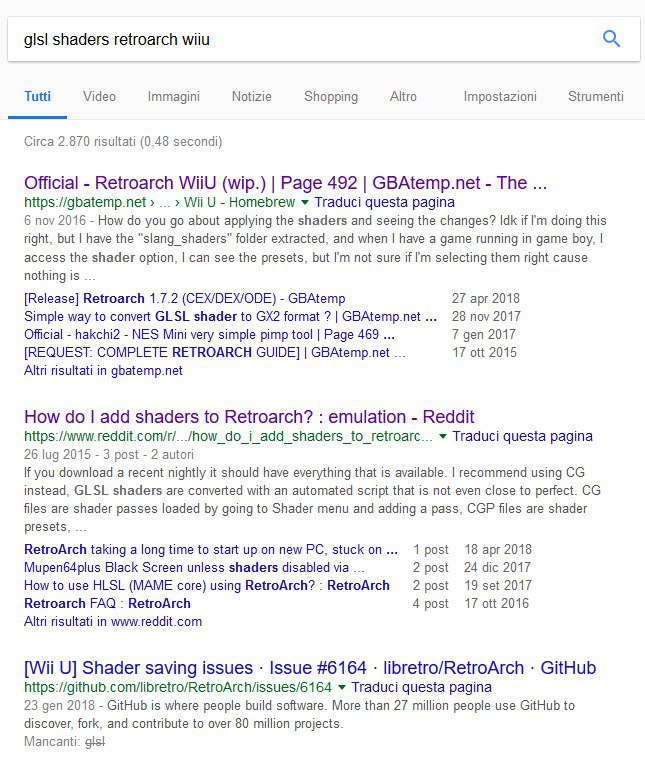 glsl shaders retroarch wiiu
Tutti Video Immagini Notizie Shopping Altro Impostazioni Strumenti
Circa 2.870 risultati (0,48 secondi)
Official - Retroarch WiiU (wip.) | Page 492 | GBAtemp.net - The ...
https://gbatemp.net › ... › Wii U - Homebrew ▼ Traduci questa pagina
6 nov 2016 - How do you go about applying the shaders and seeing the changes? Idk if I'm doing this
right, but I have the "slang_shaders" folder extracted, and when I have a game running in game boy, I
access the shader option, I can see the presets, but I'm not sure if I'm selecting them right cause
nothing is ...
[Release] Retroarch 1.7.2 (CEX/DEX/ODE) - GBAtemp 27 apr 2018
Simple way to convert GLSL shader to GX2 format ? | GBAtemp.net ... 28 nov 2017
Official - hakchi2 - NES Mini very simple pimp tool | Page 469 ... 7 gen 2017
[REQUEST: COMPLETE RETROARCH GUIDE] | GBAtemp.net ... 17 ott 2015
Altri risultati in gbatemp.net
How do I add shaders to Retroarch? : emulation - Reddit
https://www.reddit.com/r/.../how_do_i_add_shaders_to_retroarc... ▼ Traduci questa pagina
26 lug 2015 - 3 post - 2 autori
If you download a recent nightly it should have everything that is available. I recommend using CG
instead, GLSL shaders are converted with an automated script that is not even close to perfect. CG
files are shader passes loaded by going to Shader menu and adding a pass, CGP files are shader
presets, ...
RetroArch taking a long time to start up on new PC, stuck on ... 1 post 18 apr 2018
Mupen64plus Black Screen unless shaders disabled via ... 2 post 24 dic 2017
How to use HLSL (MAME core) using RetroArch? : RetroArch 2 post 19 set 2017
Retroarch FAQ : RetroArch 4 post 17 ott 2016
Altri risultati in www.reddit.com
[Wii U] Shader saving issues · Issue #6164 · libretro/RetroArch · GitHub
https://github.com/libretro/RetroArch/issues/6164 ▼ Traduci questa pagina
23 gen 2018 - GitHub is where people build software. More than 27 million people use GitHub to
discover, fork, and contribute to over 80 million projects.
Mancanti: glsl